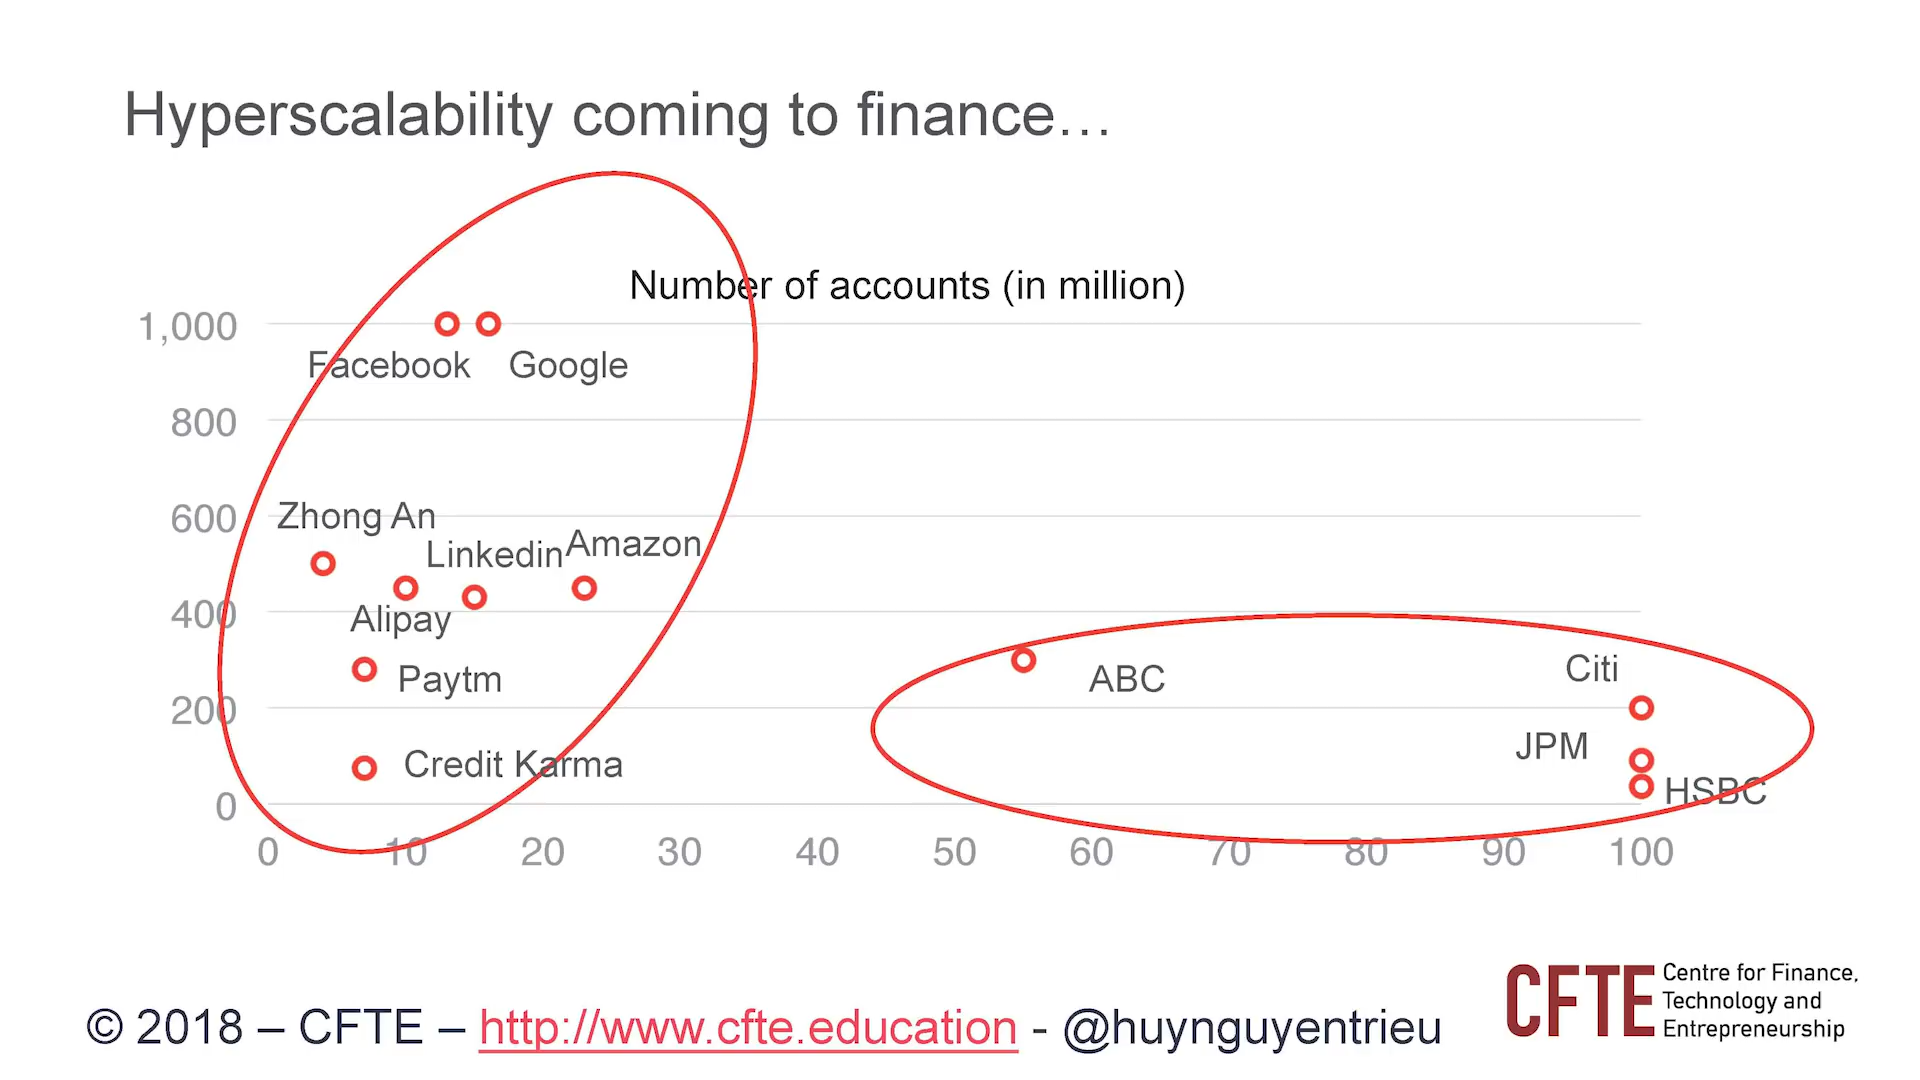 Hyperscalability coming to finance…
Number of accounts (in million)
1,000
Facebook Google
800
600
Zhong An
Linkedin
Amazon
400
Alipay
Paytm
ABC
Citi
200
JPM
Credit Karma
HSBC
0
0 10 20 30 40 50 60 70 80 90 100
© 2018 – CFTE – http://www.cfte.education - @huynguyentrieu
CFTE
Centre for Finance,
Technology and
Entrepreneurship